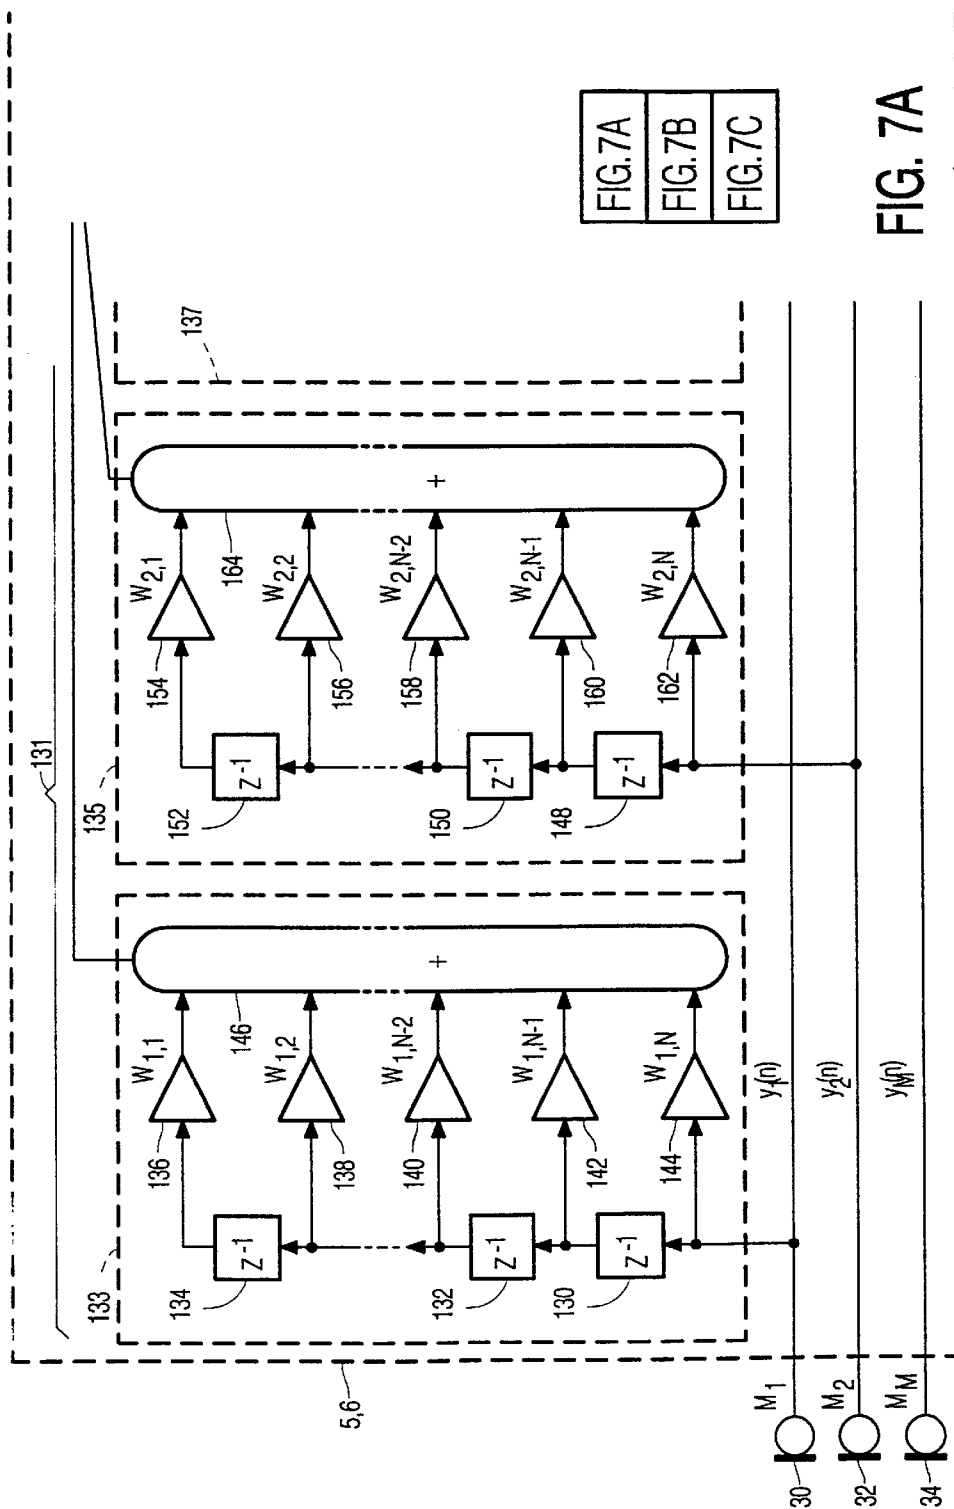 131
133
135
137
134
136
W1,1
146
138
W1,2
132
140
W1,N-2
+
130
142
W1,N-1
144
W1,N
Z-1
Z-1
Z-1
152
154
W2,1
164
156
W2,2
150
158
W2,N-2
+
148
160
W2,N-1
162
W2,N
Z-1
Z-1
Z-1
5,6
30
M1
y1(n)
32
M2
y2(n)
34
MM
yM(n)
FIG.7A
FIG.7B
FIG.7C
FIG. 7A